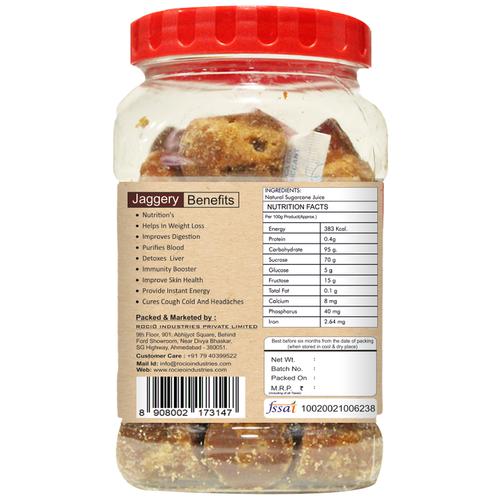 Jaggery Benefits
• Nutrition's
• Helps In Weight Loss
• Improves Digestion
• Purifies Blood
• Detoxes Liver
• Immunity Booster
• Improve Skin Health
• Provide Instant Energy
• Cures Cough Cold And Headaches
Packed & Marketed by :
ROCIO INDUSTRIES PRIVATE LIMITED
9th Floor, 901, Abhijyot Square, Behind
Ford Showroom, Near Divya Bhaskar,
SG Highway, Ahmedabad - 380051.
Customer Care : +91 79 40399522
Mail Id: info@rocioindustries.com
Web: www.rocioindustries.com
8 908002 173147
INGREDIENTS:
Natural Sugarcane Juice
NUTRITION FACTS
Per 100g Product(Approx.)
Energy 383 Kcal.
Protein 0.4g
Carbohydrate 95 g.
Sucrose 70 g
Glucose 5 g
Fructose 15 g
Total Fat 0.1 g
Calcium 8 mg
Phosphorus 40 mg
Iron 2.64 mg
Best before six months from the date of packing
(when stored in cool & dry place)
Net Wt. :
Batch No. :
Packed On :
M.R.P. ₹ :
(Including of all Taxes)
fssai 10020021006238